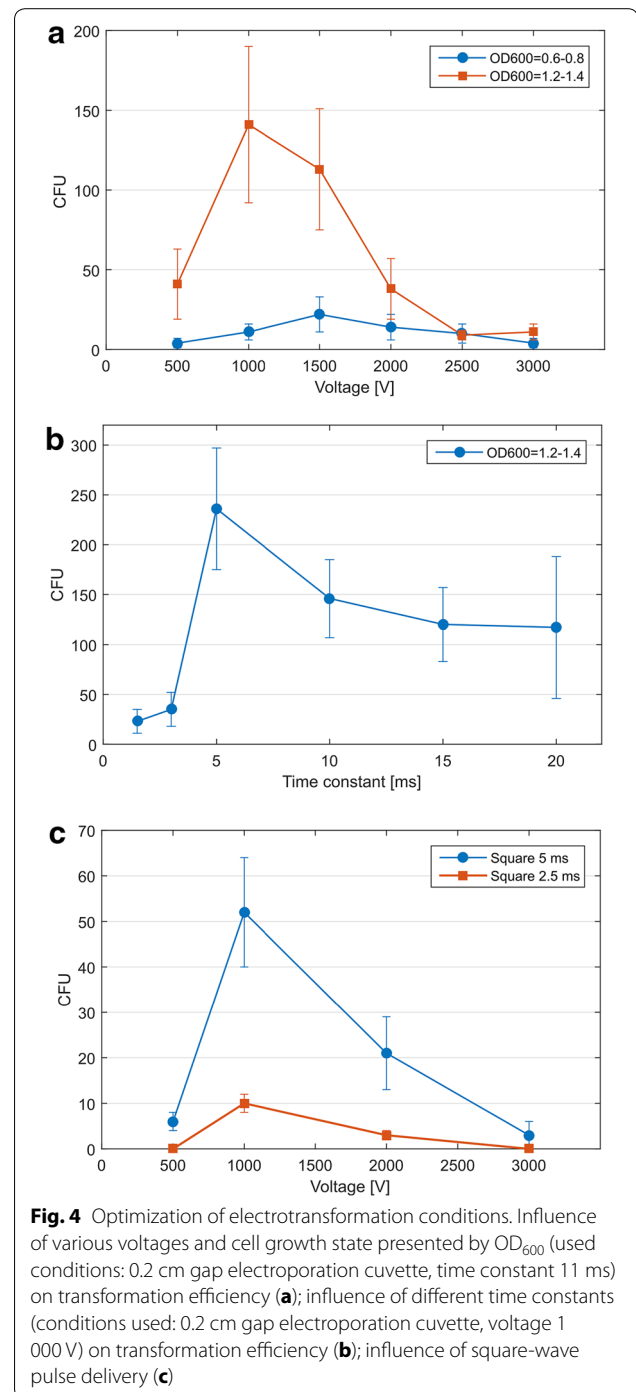 a
200
150
100
50
0
CFU
OD600=0.6-0.8
OD600=1.2-1.4
0 500 1000 1500 2000 2500 3000
Voltage [V]
b
300
250
200
150
100
50
0
CFU
OD600=1.2-1.4
0 5 10 15 20
Time constant [ms]
c
70
60
50
40
30
20
10
0
CFU
Square 5 ms
Square 2.5 ms
0 500 1000 1500 2000 2500 3000
Voltage [V]
Fig. 4 Optimization of electrotransformation conditions. Influence
of various voltages and cell growth state presented by OD₆₀₀ (used
conditions: 0.2 cm gap electroporation cuvette, time constant 11 ms)
on transformation efficiency (a); influence of different time constants
(conditions used: 0.2 cm gap electroporation cuvette, voltage 1
000 V) on transformation efficiency (b); influence of square-wave
pulse delivery (c)